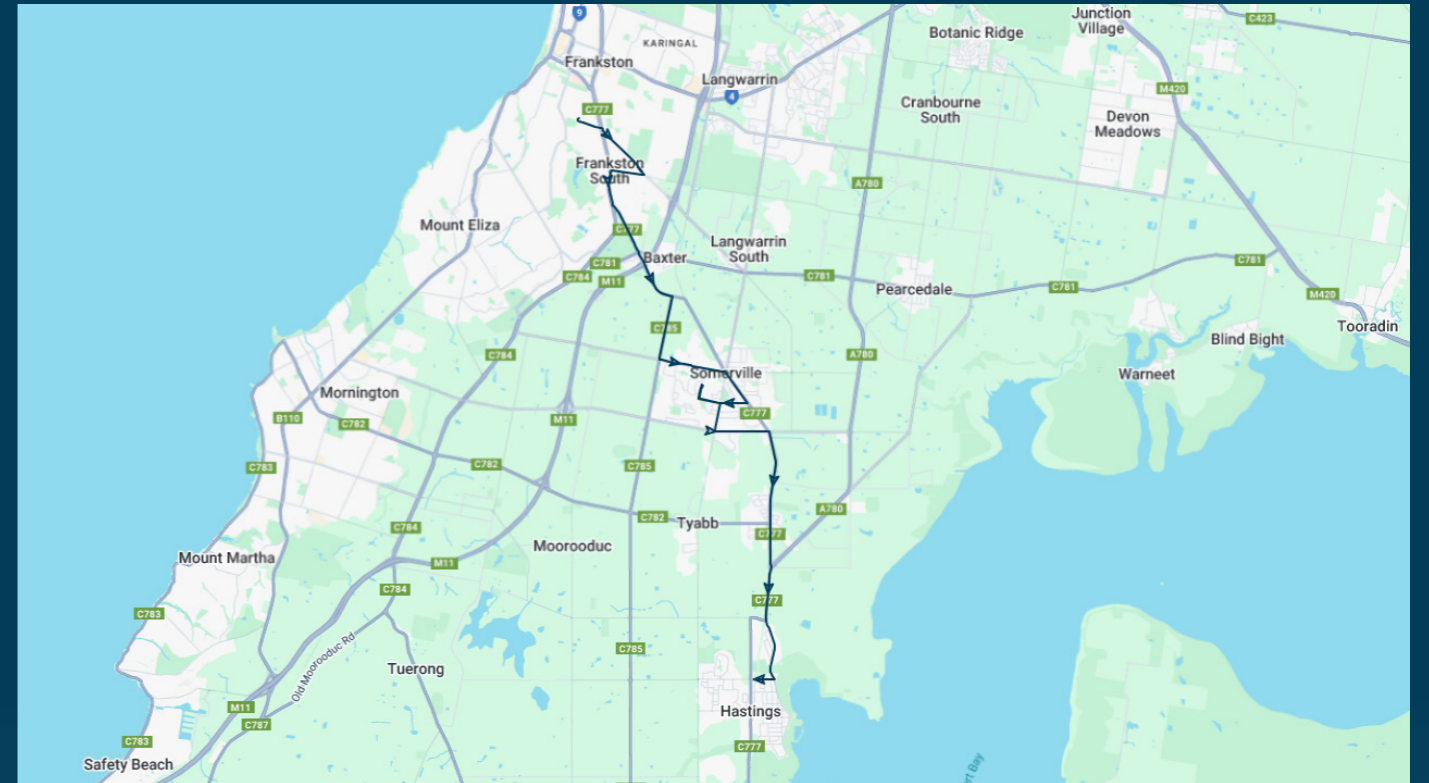 9
C423
Junction
Village
Botanic Ridge
KARINGAL
Frankston
Langwarrin
4
M420
C777
Cranbourne
South
Devon
Meadows
Frankston
South
A780
Mount Eliza
C777
Langwarrin
South
Baxter
C781
C784
M11
C781
C781
C781
Pearcedale
M420
C785
Tooradin
Blind Bight
C784
A780
Somerville
Warneet
Mornington
B110
C782
M11
C777
C783
C782
C785
A780
C782
Tyabb
C784
C777
Moorooduc
Mount Martha
M11
C784
C777
C783
Old Moorooduc Rd
C785
Tuerong
M11
C787
Hastings
C783
C777
Safety Beach